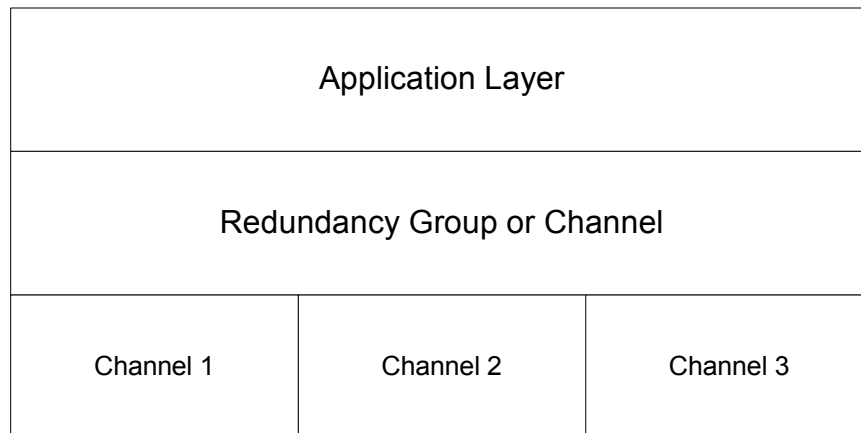 Application Layer
Redundancy Group or Channel
Channel 1
Channel 2
Channel 3